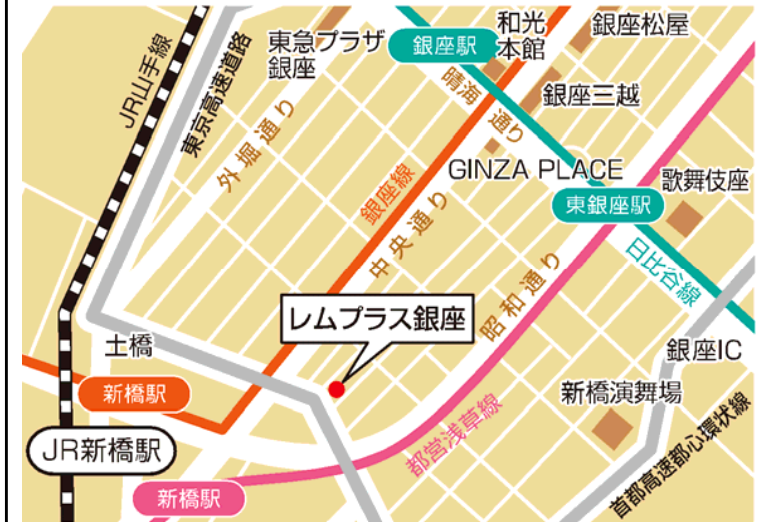 JR山手線
東京高速道路
東急プラザ
銀座
銀座駅
和光
本館
銀座松屋
晴海通り
銀座三越
外堀通り
銀座線
中央通り
GINZA PLACE
東銀座駅
歌舞伎座
日比谷線
昭和通り
レムプラス銀座
土橋
銀座IC
新橋駅
新橋演舞場
JR新橋駅
都営浅草線
首都高速都心環状線
新橋駅